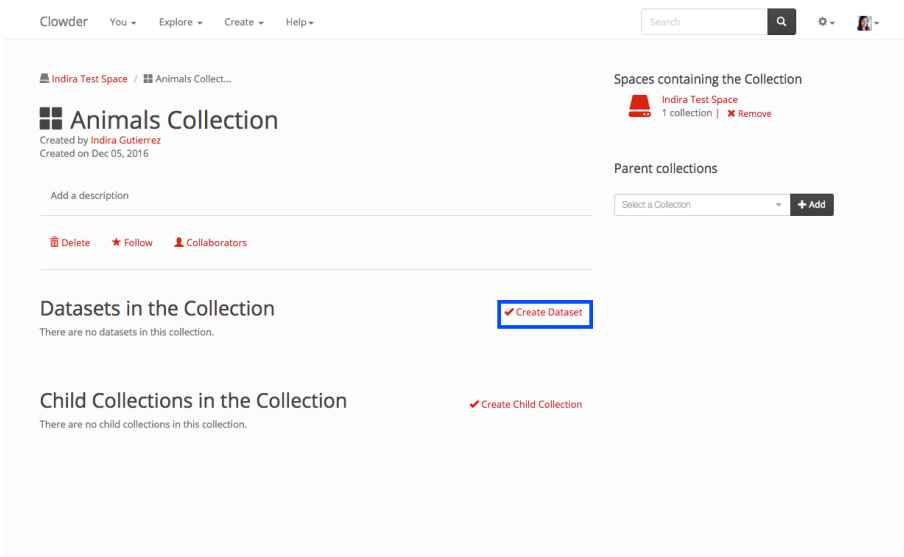 Clowder You Explore Create Help Search
Indira Test Space / Animals Collect...
Animals Collection
Created by Indira Gutierrez
Created on Dec 05, 2016
Add a description
Delete Follow Collaborators
Datasets in the Collection
Create Dataset
There are no datasets in this collection.
Child Collections in the Collection
Create Child Collection
There are no child collections in this collection.
Spaces containing the Collection
Indira Test Space
1 collection | Remove
Parent collections
Select a Collection + Add